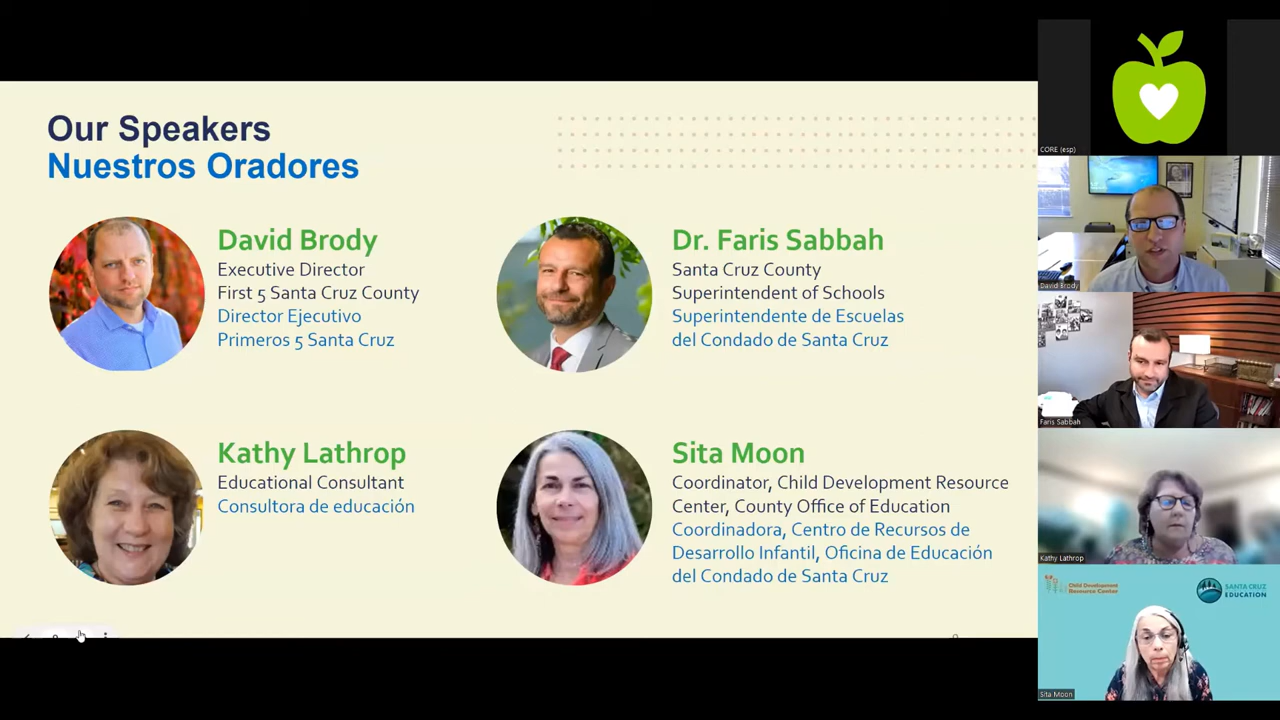 Our Speakers
Nuestros Oradores
David Brody
Executive Director
First 5 Santa Cruz County
Director Ejecutivo
Primeros 5 Santa Cruz
Dr. Faris Sabbah
Santa Cruz County
Superintendent of Schools
Superintendente de Escuelas
del Condado de Santa Cruz
Kathy Lathrop
Educational Consultant
Consultora de educación
Sita Moon
Coordinator, Child Development Resource
Center, County Office of Education
Coordinadora, Centro de Recursos de
Desarrollo Infantil, Oficina de Educación
del Condado de Santa Cruz
CORE (esp)
David Brody
Faris Sabbah
Kathy Lathrop
Child Development
Resource Center
SANTA CRUZ
EDUCATION
Sita Moon